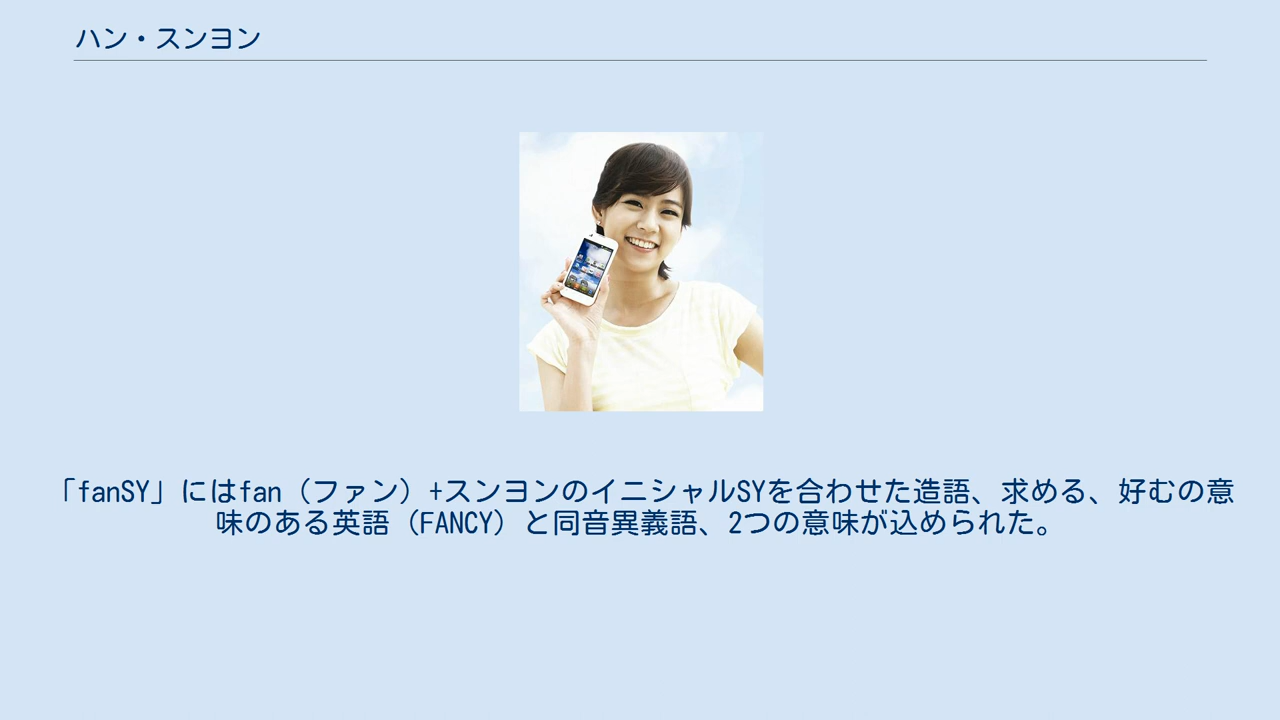 ハン・スンヨン
「fanSY」にはfan（ファン）+スンヨンのイニシャルSYを合わせた造語、求める、好むの意
味のある英語（FANCY）と同音異義語、2つの意味が込められた。